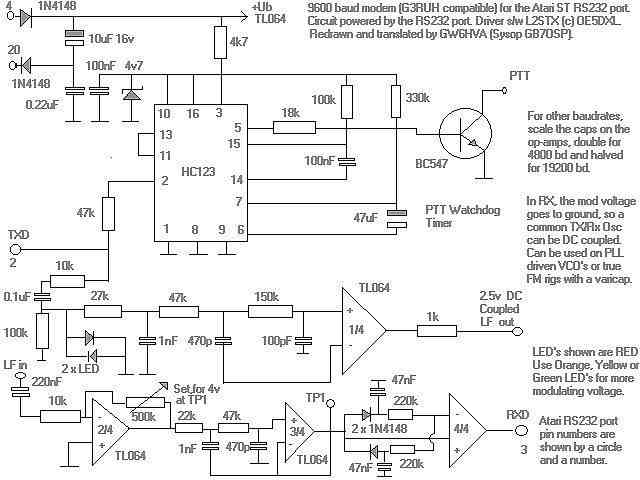 4
1N4148
+Ub
TL064
9600 baud modem (G3RUH compatible) for the Atari ST RS232 port.
Circuit powered by the RS232 port. Driver s/w L2STX (c) OE5DXL.
Redrawn and translated by GW6HVA (Sysop GB7OSP).
10uF 16v
4k7
20
1N4148
100nF
4v7
0.22uF
PTT
10
16
3
100k
330k
18k
5
13
15
11
HC123
100nF
BC547
2
14
7
47k
47uF
PTT Watchdog
Timer
1
8
9
6
For other baudrates,
scale the caps on the
op-amps, double for
4800 bd and halved
for 19200 bd.
In RX, the mod voltage
goes to ground, so a
common TX/Rx Osc
can be DC coupled.
Can be used on PLL
driven VCO's or true
FM rigs with a varicap.
TXD
2
10k
0.1uF
27k
47k
150k
TL064
+
1/4
-
1k
2.5v DC
Coupled
LF out
100k
1nF
470p
100pF
2 x LED
LED's shown are RED
Use Orange, Yellow or
Green LED's for more
modulating voltage.
LF in
220nF
Set for 4v
at TP1
10k
500k
-
2/4
+
TL064
22k
47k
TP1
+
3/4
-
TL064
1nF
470p
47nF
220k
2 x 1N4148
47nF
220k
-
4/4
+
RXD
3
Atari RS232 port
pin numbers are
shown by a circle
and a number.